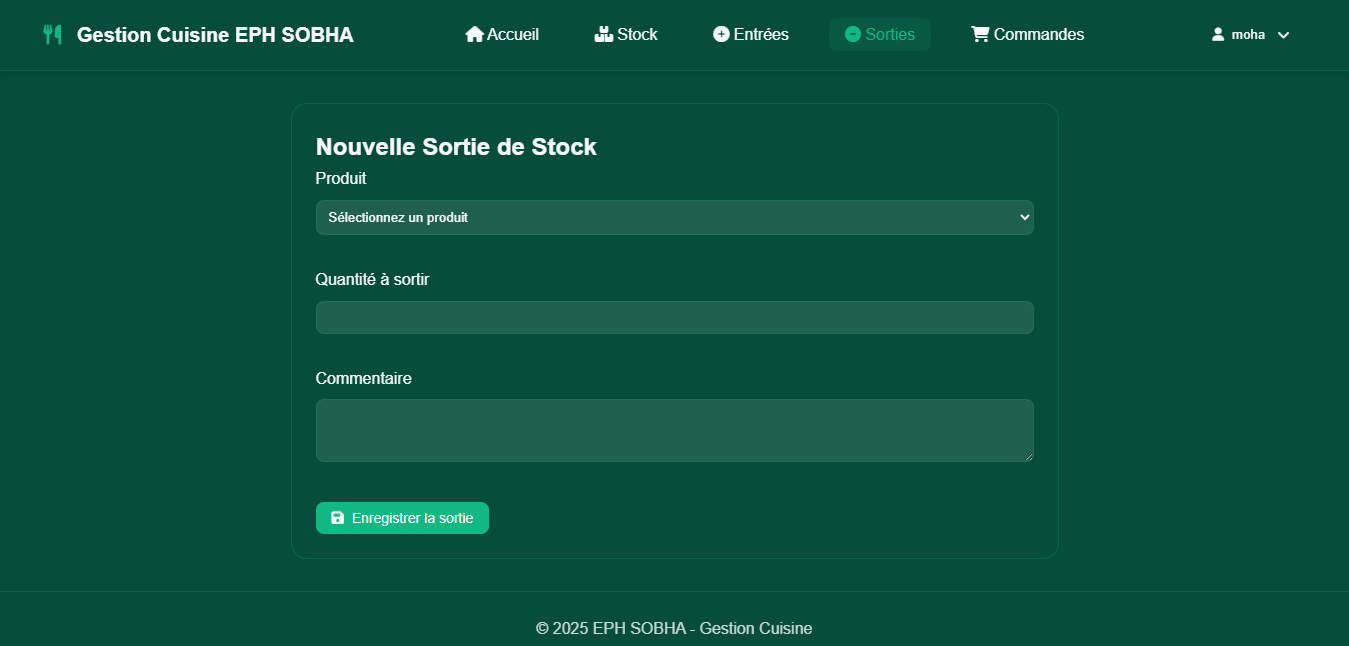 Gestion Cuisine EPH SOBHA
Accueil
Stock
Entrées
Sorties
Commandes
moha
Nouvelle Sortie de Stock
Produit
Sélectionnez un produit
Quantité à sortir
Commentaire
Enregistrer la sortie
© 2025 EPH SOBHA - Gestion Cuisine